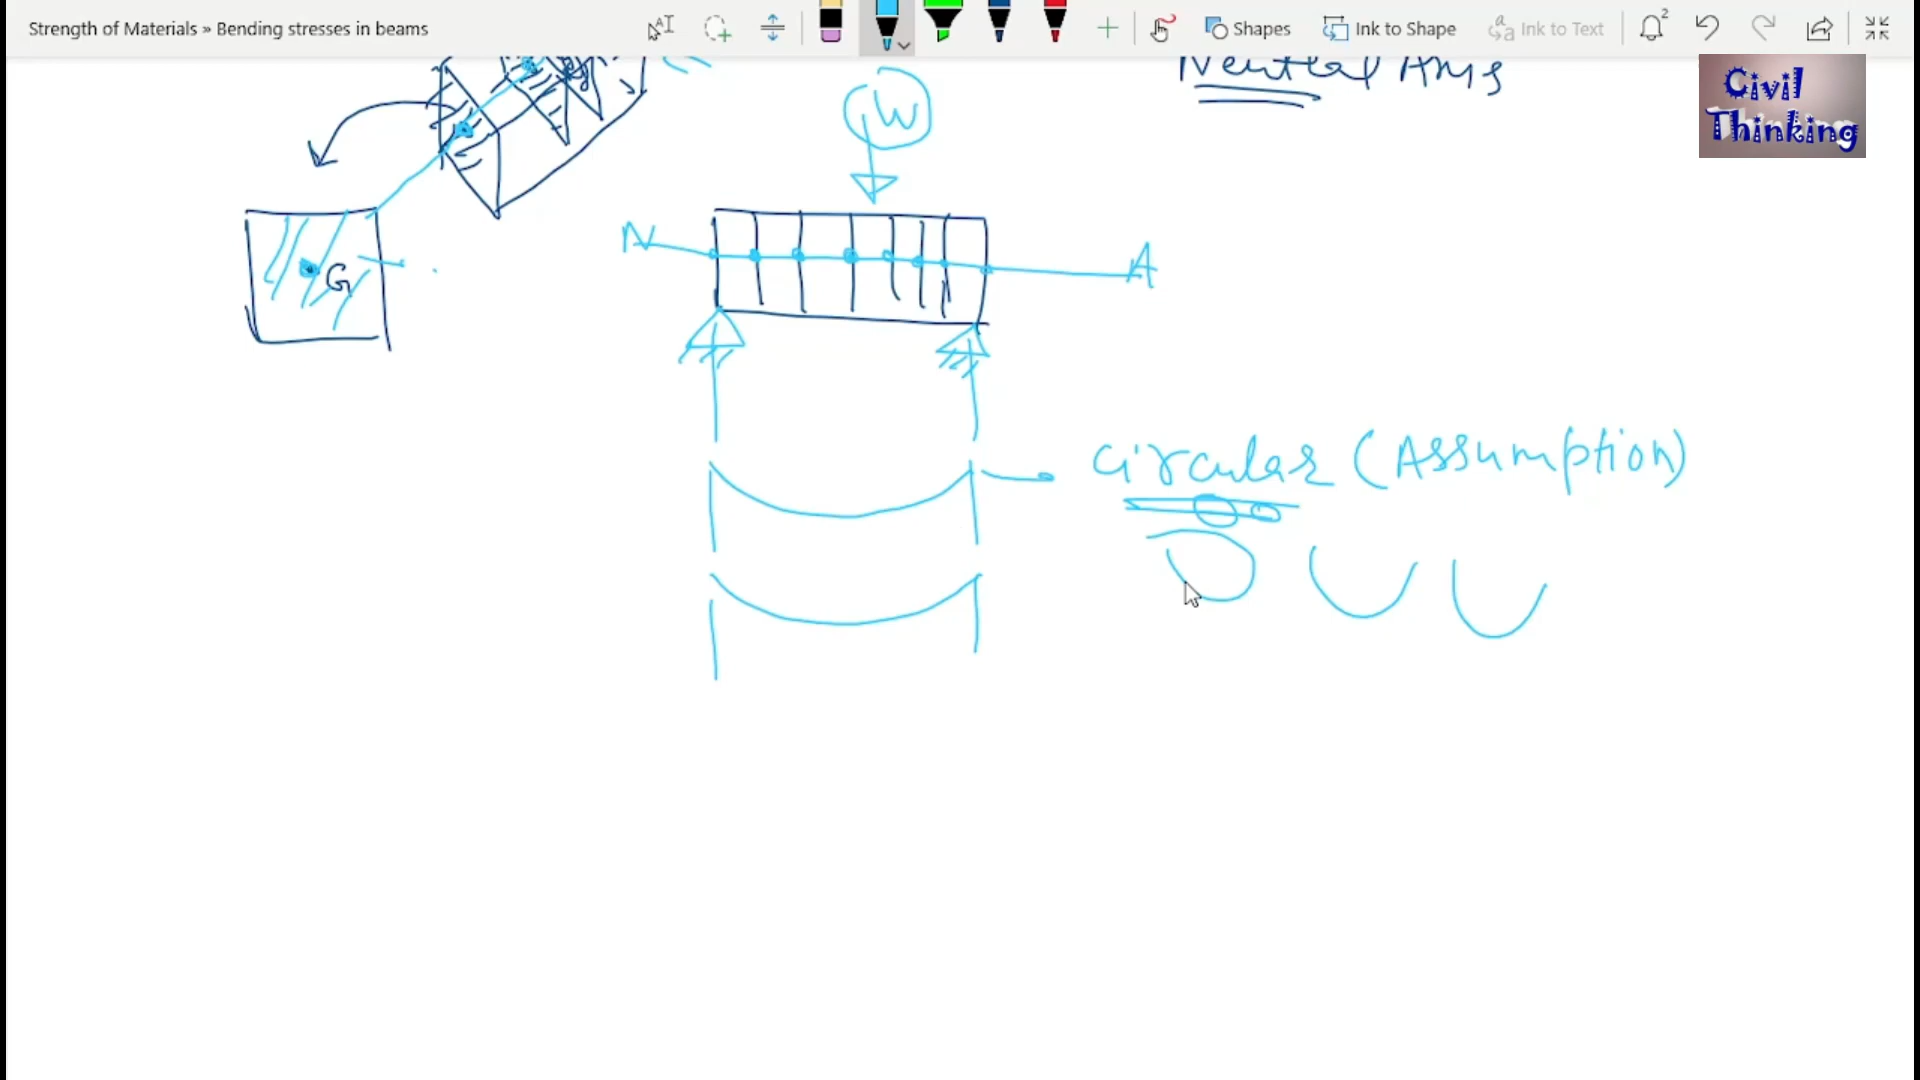 Strength of Materials » Bending stresses in beams
Shapes
Ink to Shape
Ink to Text
2
Neutral Axis
Civil
Thinking
W
N
A
G
Circular (Assumption)